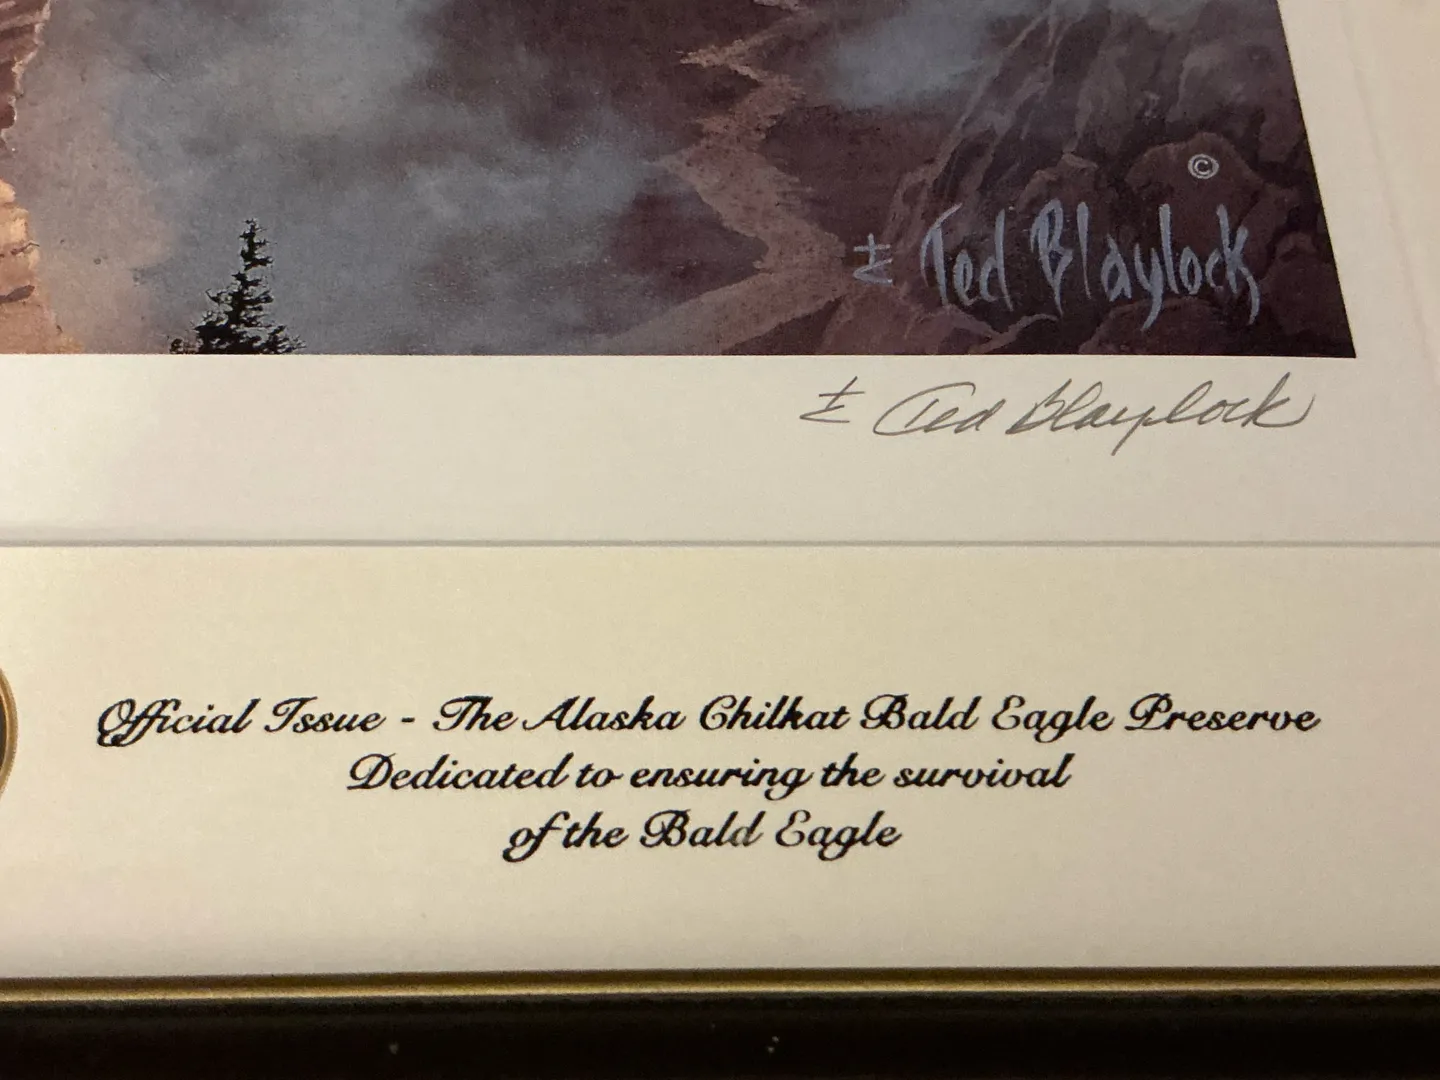 ©
Ted Blaylock
Ted Blaylock
Official Issue - The Alaska Chilkat Bald Eagle Preserve
Dedicated to ensuring the survival
of the Bald Eagle